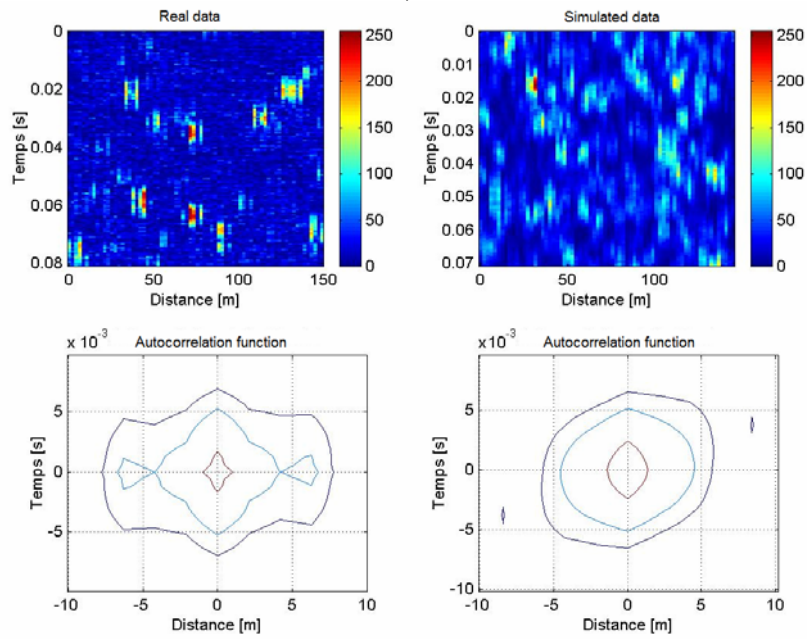 Real data
Simulated data
0
0.02
0.04
0.06
0.08
Temps [s]
0 50 100 150
Distance [m]
250
200
150
100
50
0
0
0.01
0.02
0.03
0.04
0.05
0.06
0.07
Temps [s]
0 50 100
Distance [m]
250
200
150
100
50
0
x 10⁻³
Autocorrelation function
5
0
-5
Temps [s]
-10 -5 0 5 10
Distance [m]
x 10⁻³
Autocorrelation function
5
0
-5
-10
Temps [s]
-10 -5 0 5 10
Distance [m]